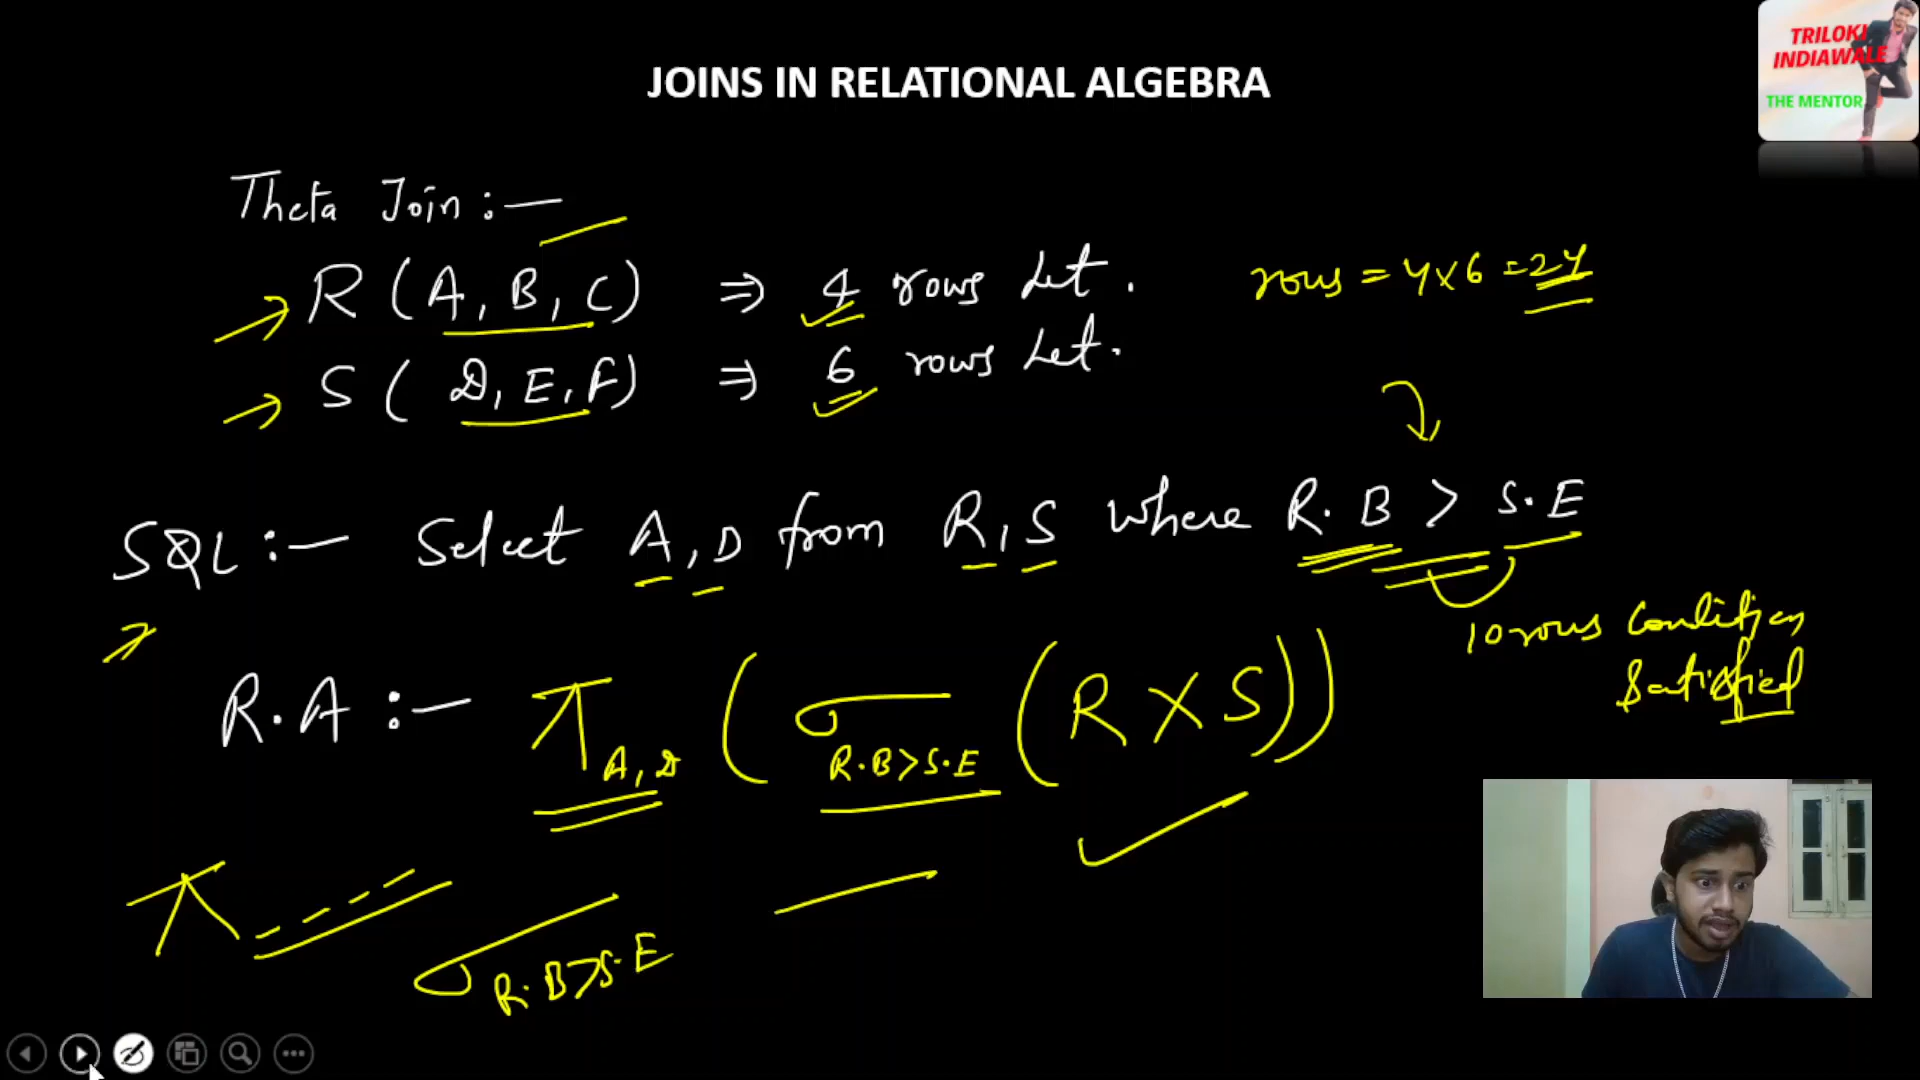 JOINS IN RELATIONAL ALGEBRA
TRILOKI
INDIAWALE
THE MENTOR
Theta Join :—
R ( A, B, C ) ⇒ 4 rows Let.
rows = 4×6 = 24
S ( D, E, F ) ⇒ 6 rows Let.
SQL :— Select A, D from R, S where R.B > S.E
10 rows condition
satisfied
R.A :— π A, D ( σ R.B>S.E ( R X S ) )
π
σ R.B>S.E